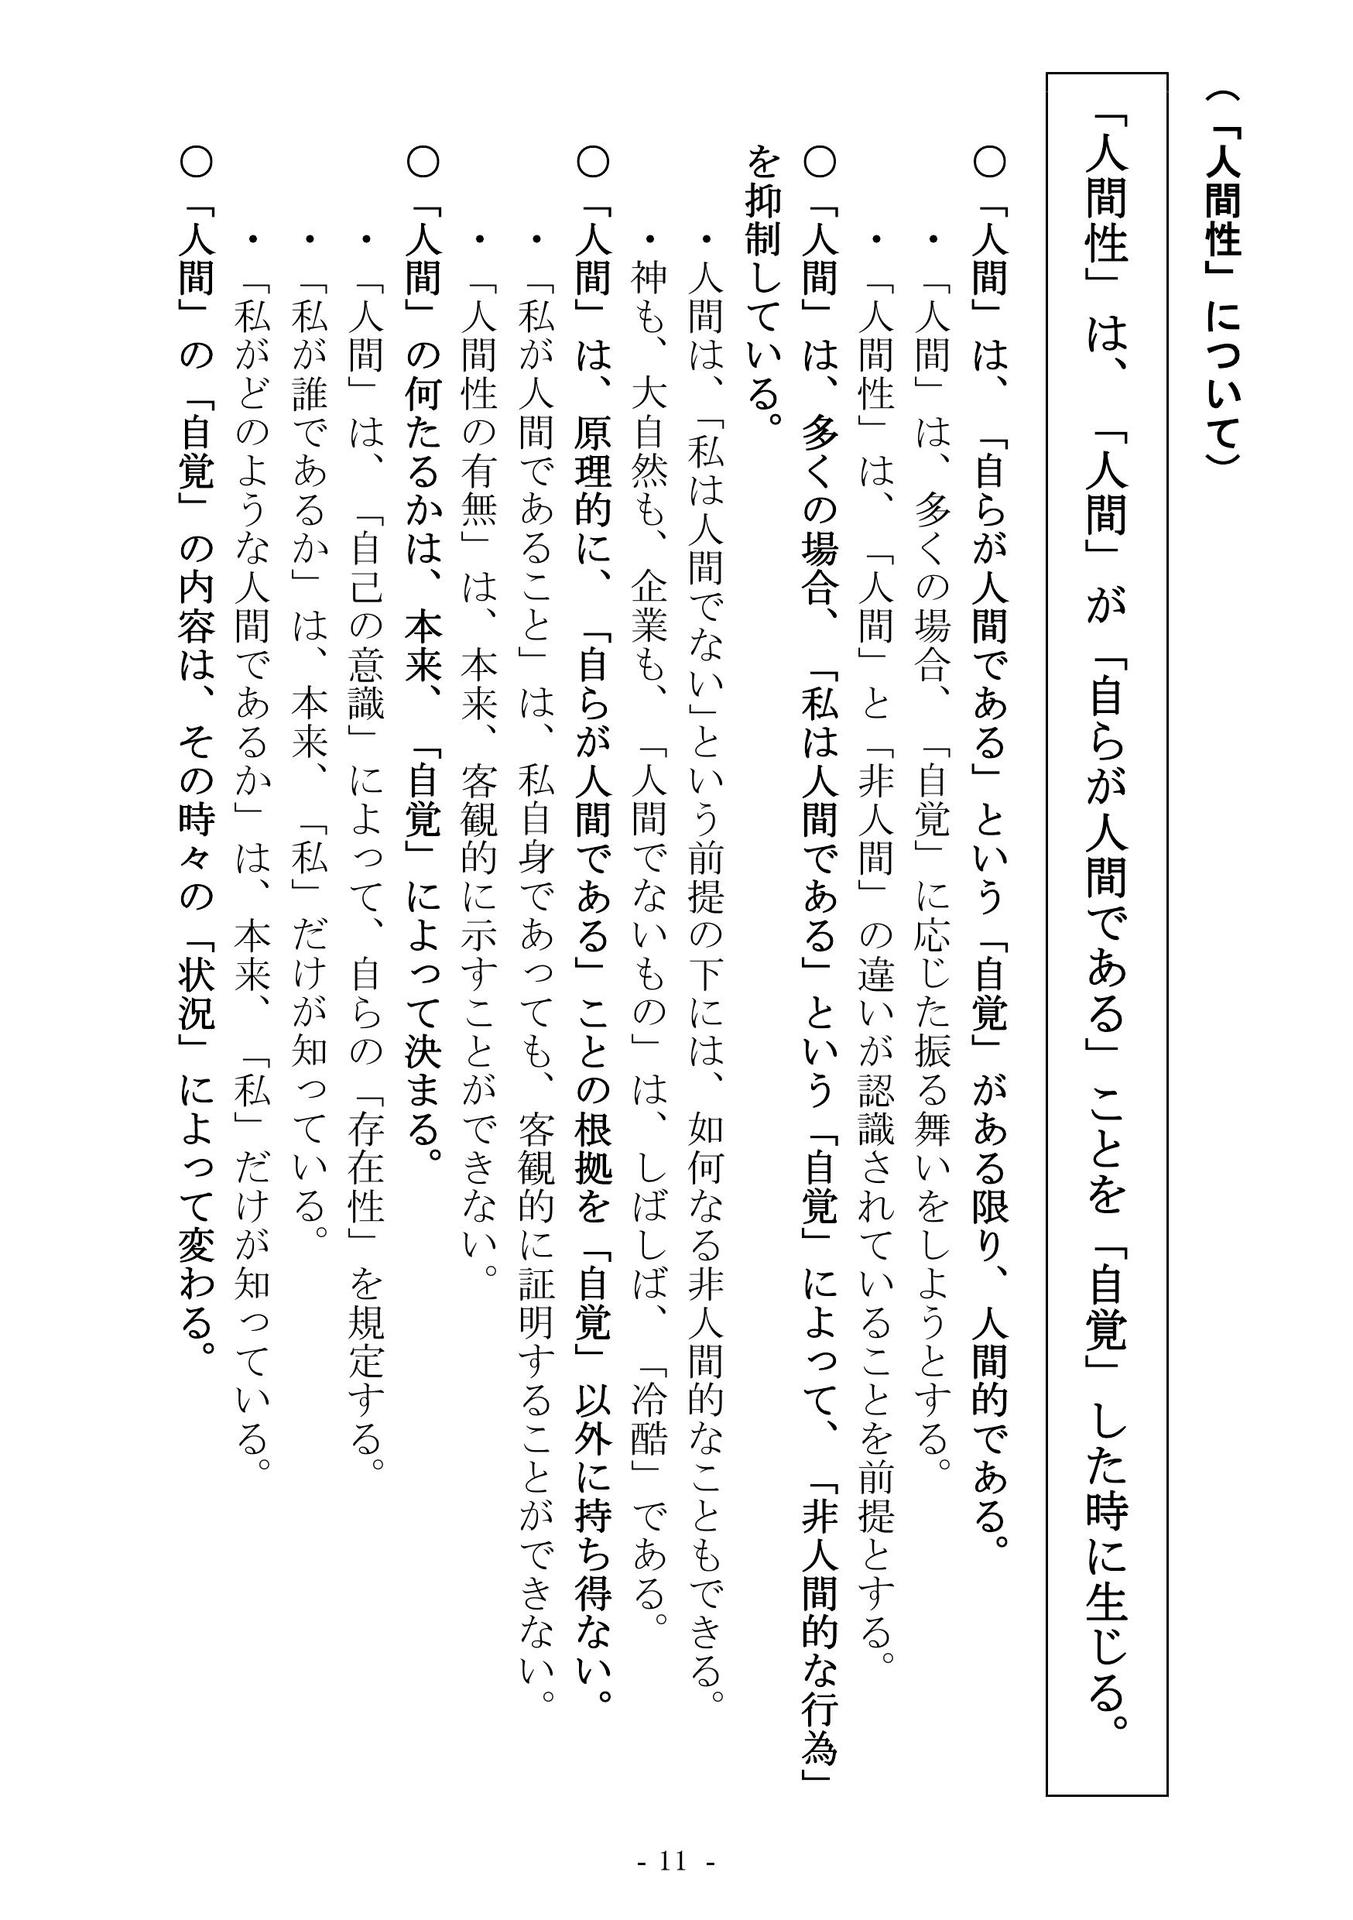 （「人間性」について）
「人間性」は、「人間」が「自らが人間である」ことを「自覚」した時に生じる。
○「人間」は、「自らが人間である」という「自覚」がある限り、人間的である。
・「人間」は、多くの場合、「自覚」に応じた振る舞いをしようとする。
・「人間性」は、「人間」と「非人間」の違いが認識されていることを前提とする。
○「人間」は、多くの場合、「私は人間である」という「自覚」によって、「非人間的な行為」
を抑制している。
・人間は、「私は人間でない」という前提の下には、如何なる非人間的なこともできる。
・神も、大自然も、企業も、「人間でないもの」は、しばしば、「冷酷」である。
○「人間」は、原理的に、「自らが人間である」ことの根拠を「自覚」以外に持ち得ない。
・「私が人間であること」は、私自身であっても、客観的に証明することができない。
・「人間性の有無」は、本来、客観的に示すことができない。
○「人間」の何たるかは、本来、「自覚」によって決まる。
・「人間」は、「自己の意識」によって、自らの「存在性」を規定する。
・「私が誰であるか」は、本来、「私」だけが知っている。
・「私がどのような人間であるか」は、本来、「私」だけが知っている。
○「人間」の「自覚」の内容は、その時々の「状況」によって変わる。
- 11 -